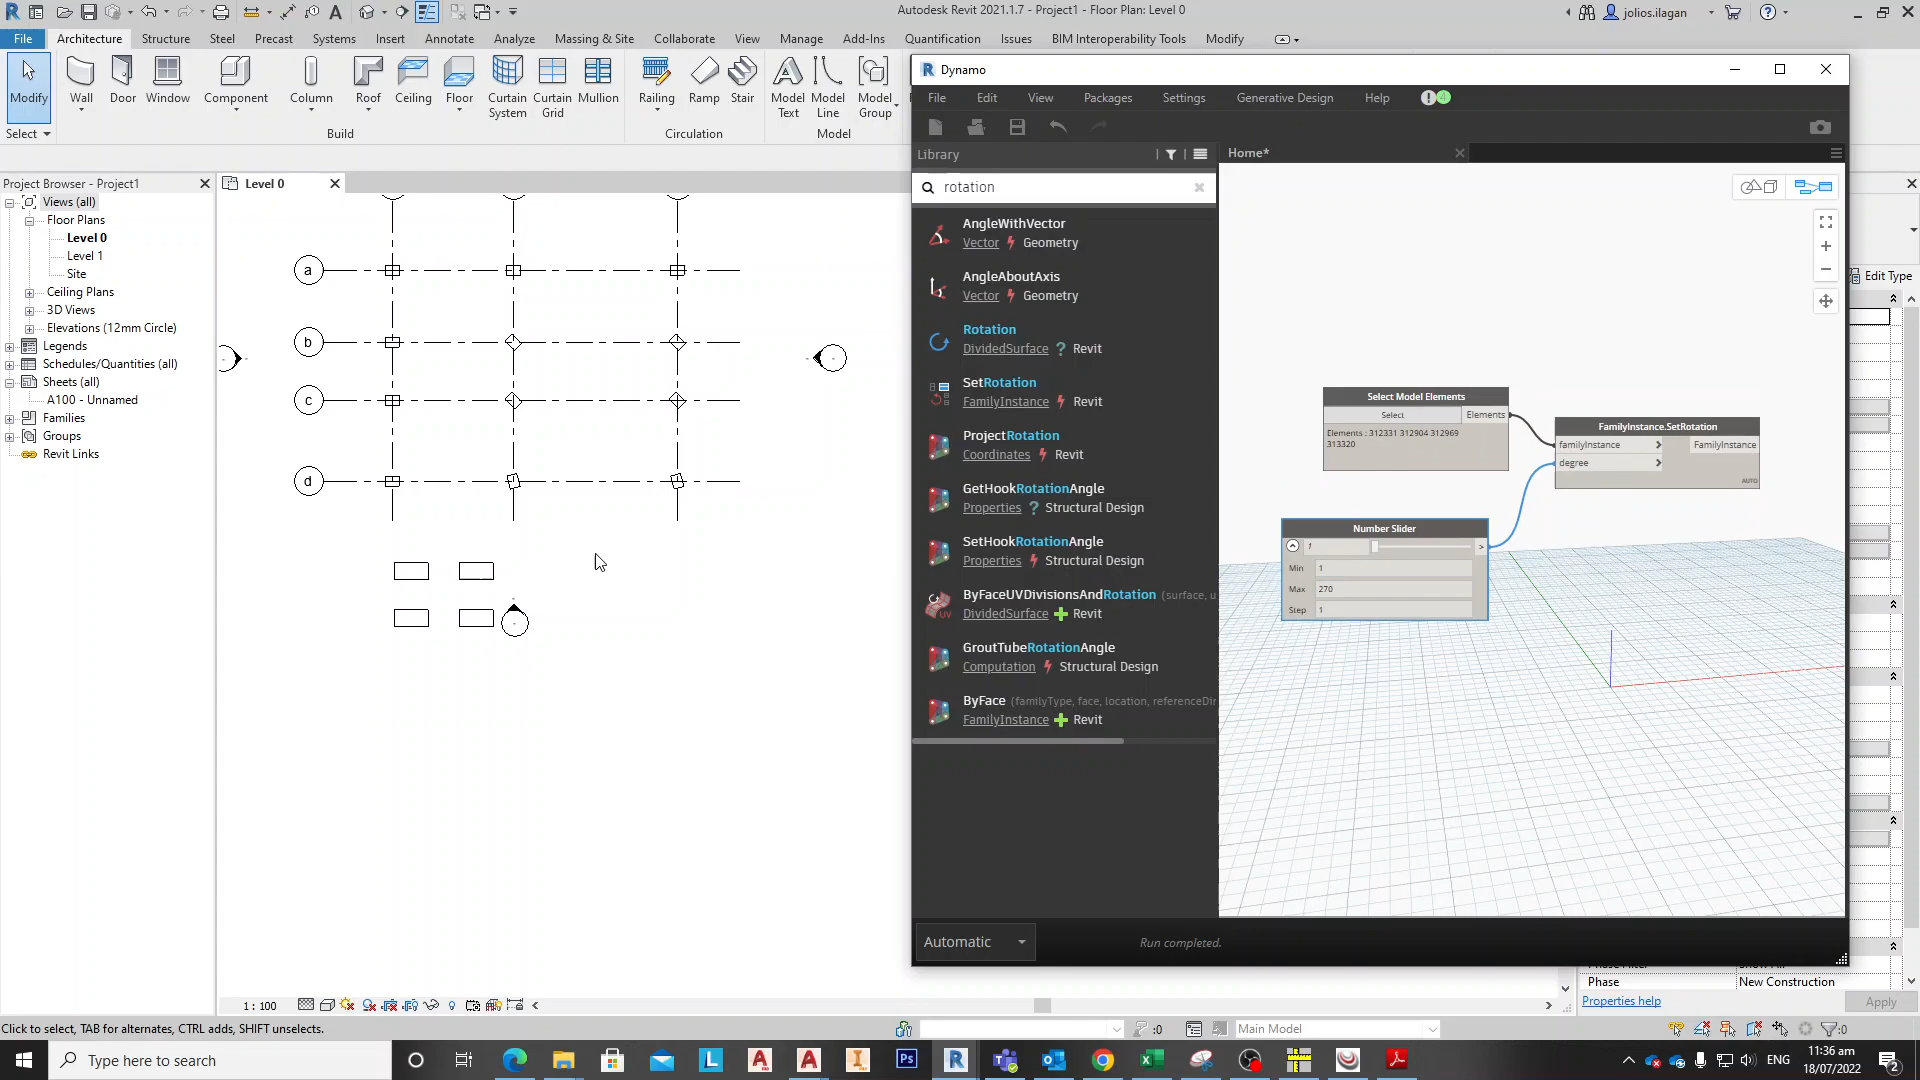 Autodesk Revit 2021.1.7 - Project1 - Floor Plan: Level 0
jolios.ilagan
File
Architecture
Structure
Steel
Precast
Systems
Insert
Annotate
Analyze
Massing & Site
Collaborate
View
Manage
Add-Ins
Quantification
Issues
BIM Interoperability Tools
Modify
Modify
Wall
Door
Window
Component
Column
Roof
Ceiling
Floor
Curtain System
Curtain Grid
Mullion
Railing
Ramp
Stair
Model Text
Model Line
Model Group
Select
Build
Circulation
Model
Project Browser - Project1
Views (all)
Floor Plans
Level 0
Level 1
Site
Ceiling Plans
3D Views
Elevations (12mm Circle)
Legends
Schedules/Quantities (all)
Sheets (all)
A100 - Unnamed
Families
Groups
Revit Links
Level 0
a
b
c
d
Dynamo
File
Edit
View
Packages
Settings
Generative Design
Help
Library
rotation
AngleWithVector
Vector Geometry
AngleAboutAxis
Vector Geometry
Rotation
DividedSurface ? Revit
SetRotation
FamilyInstance Revit
ProjectRotation
Coordinates Revit
GetHookRotationAngle
Properties ? Structural Design
SetHookRotationAngle
Properties Structural Design
ByFaceUVDivisionsAndRotation (surface, u
DividedSurface Revit
GroutTubeRotationAngle
Computation Structural Design
ByFace (familyType, face, location, referenceDir
FamilyInstance Revit
Home*
Select Model Elements
Select
Elements
Elements : 312331 312904 312969
313320
FamilyInstance.SetRotation
familyInstance >
FamilyInstance
degree >
AUTO
Number Slider
1
>
Min 1
Max 270
Step 1
Automatic
Run completed.
Edit Type
Phase
New Construction
Properties help
Apply
1 : 100
Click to select, TAB for alternates, CTRL adds, SHIFT unselects.
:0
Main Model
:0
Type here to search
ENG
11:36 am
18/07/2022
2